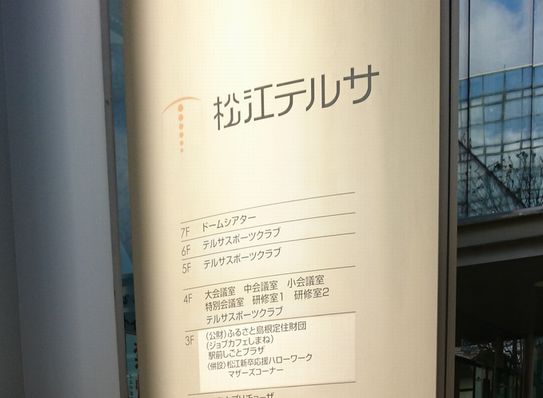 松江テルサ
7F ドームシアター
6F テルサスポーツクラブ
5F テルサスポーツクラブ
4F 大会議室 中会議室 小会議室
特別会議室 研修室1 研修室2
テルサスポーツクラブ
3F (公財)ふるさと島根定住財団
(ジョブカフェしまね)
駅前しごとプラザ
(併設)松江新卒応援ハローワーク
マザーズコーナー